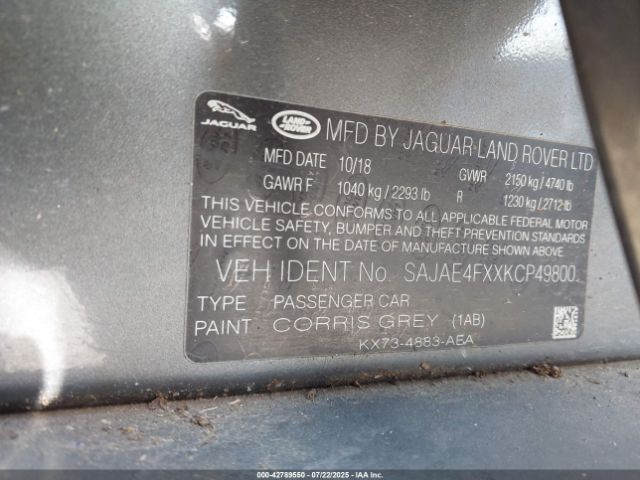 JAGUAR
LAND ROVER
MFD BY JAGUAR LAND ROVER LTD
MFD DATE 10/18 GVWR 2150 kg / 4740 lb
GAWR F 1040 kg / 2293 lb R 1230 kg / 2712 lb
THIS VEHICLE CONFORMS TO ALL APPLICABLE FEDERAL MOTOR
VEHICLE SAFETY, BUMPER AND THEFT PREVENTION STANDARDS
IN EFFECT ON THE DATE OF MANUFACTURE SHOWN ABOVE
VEH IDENT No. SAJAE4FXXKCP49800
TYPE PASSENGER CAR
PAINT CORRIS GREY (1AB)
KX73-4883-AEA
000-42789550 | 07/22/2025 | IAAI.COM